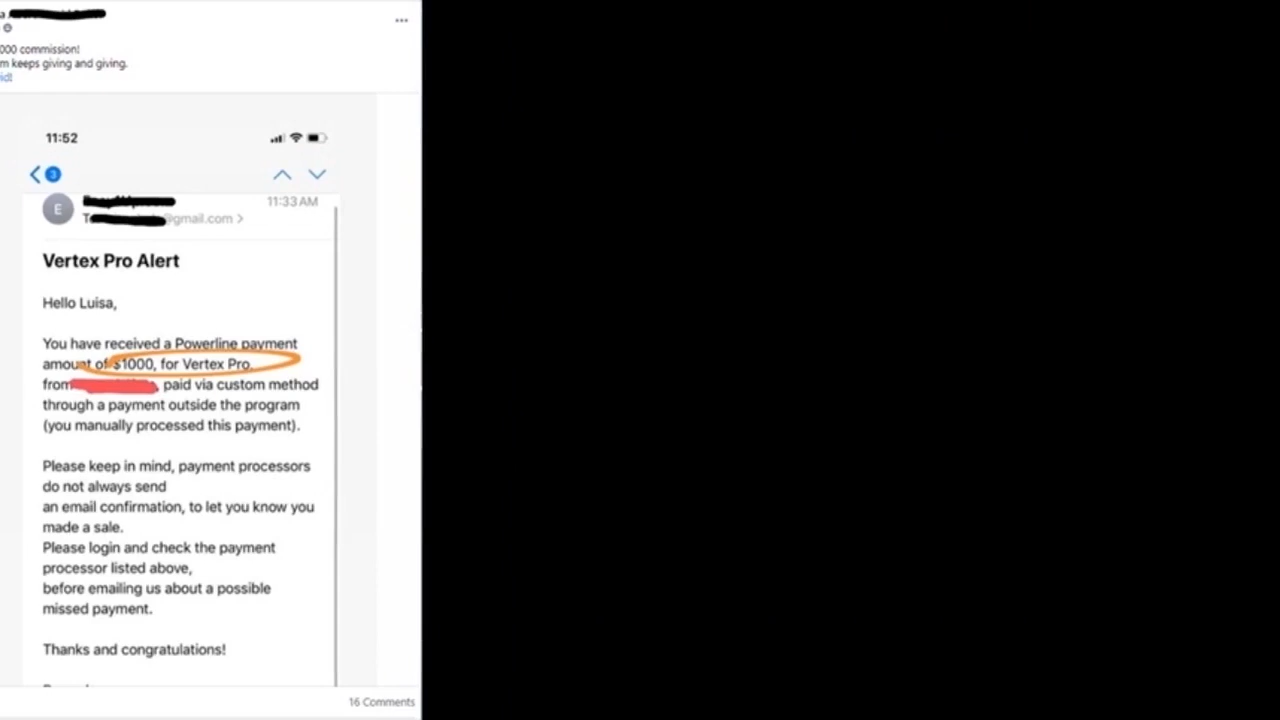 000 commission!
m keeps giving and giving.
id!
11:52
3
11:33 AM
E
@gmail.com >
Vertex Pro Alert
Hello Luisa,
You have received a Powerline payment
amount of $1000, for Vertex Pro,
from , paid via custom method
through a payment outside the program
(you manually processed this payment).
Please keep in mind, payment processors
do not always send
an email confirmation, to let you know you
made a sale.
Please login and check the payment
processor listed above,
before emailing us about a possible
missed payment.
Thanks and congratulations!
16 Comments